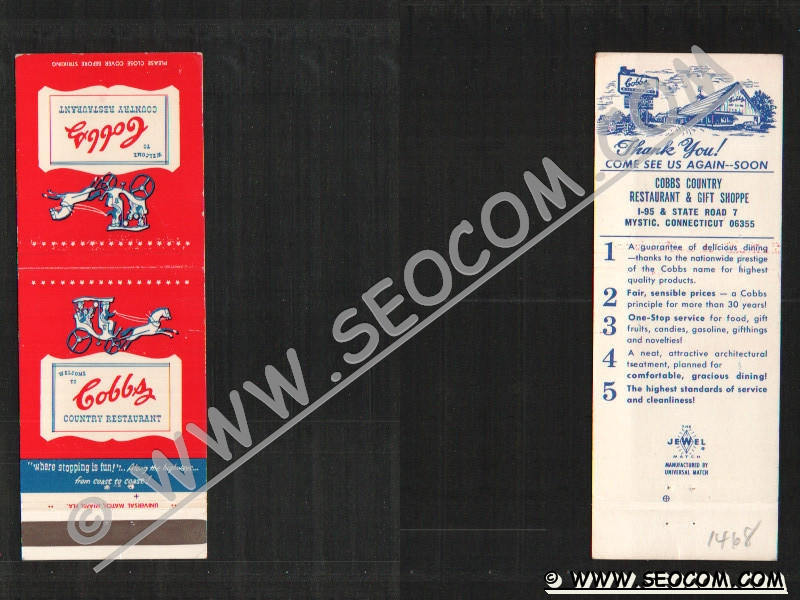 PLEASE CLOSE COVER BEFORE STRIKING
WELCOME
TO
Cobbs
COUNTRY RESTAURANT
WELCOME
TO
Cobbs
COUNTRY RESTAURANT
"where stopping is fun!"... Along the highways...
from coast to coast!
UNIVERSAL MATCH, MIAMI, FLA.
Cobbs
Thank You!
COME SEE US AGAIN--SOON
COBBS COUNTRY
RESTAURANT & GIFT SHOPPE
I-95 & STATE ROAD 7
MYSTIC, CONNECTICUT 06355
1 A guarantee of delicious dining
—thanks to the nationwide prestige
of the Cobbs name for highest
quality products.
2 Fair, sensible prices — a Cobbs
principle for more than 30 years!
3 One-Stop service for food, gift
fruits, candies, gasoline, gifthings
and novelties!
4 A neat, attractive architectural
tseatment, planned for
comfortable, gracious dining!
5 The highest standards of service
and cleanliness!
THE
JEWEL
MATCH
MANUFACTURED BY
UNIVERSAL MATCH
1468
© WWW.SEOCOM.COM
© WWW.SEOCOM.COM